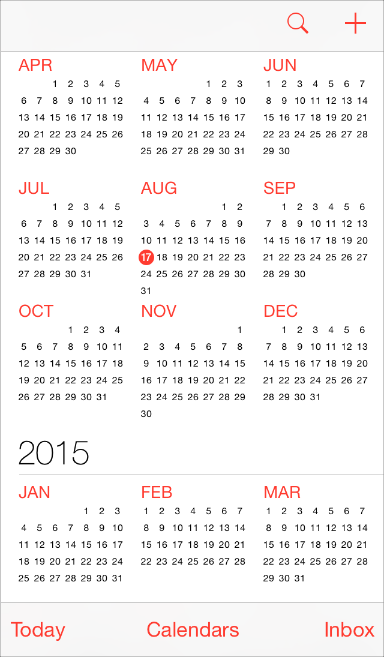 APR MAY JUN
1 2 3 4 5 1 2 3 1 2 3 4 5 6 7
6 7 8 9 10 11 12 4 5 6 7 8 9 10 8 9 10 11 12 13 14
13 14 15 16 17 18 19 11 12 13 14 15 16 17 15 16 17 18 19 20 21
20 21 22 23 24 25 26 18 19 20 21 22 23 24 22 23 24 25 26 27 28
27 28 29 30 25 26 27 28 29 30 31 29 30
JUL AUG SEP
1 2 3 4 5 1 2 1 2 3 4 5 6
6 7 8 9 10 11 12 3 4 5 6 7 8 9 7 8 9 10 11 12 13
13 14 15 16 17 18 19 10 11 12 13 14 15 16 14 15 16 17 18 19 20
20 21 22 23 24 25 26 17 18 19 20 21 22 23 21 22 23 24 25 26 27
27 28 29 30 31 24 25 26 27 28 29 30 28 29 30
31
OCT NOV DEC
1 2 3 4 1 1 2 3 4 5 6
5 6 7 8 9 10 11 2 3 4 5 6 7 8 7 8 9 10 11 12 13
12 13 14 15 16 17 18 9 10 11 12 13 14 15 14 15 16 17 18 19 20
19 20 21 22 23 24 25 16 17 18 19 20 21 22 21 22 23 24 25 26 27
26 27 28 29 30 31 23 24 25 26 27 28 29 28 29 30 31
30
2015
JAN FEB MAR
1 2 3 1 2 3 4 5 6 7 1 2 3 4 5 6 7
4 5 6 7 8 9 10 8 9 10 11 12 13 14 8 9 10 11 12 13 14
11 12 13 14 15 16 17 15 16 17 18 19 20 21 15 16 17 18 19 20 21
18 19 20 21 22 23 24 22 23 24 25 26 27 28 22 23 24 25 26 27 28
25 26 27 28 29 30 31 29 30 31
Today Calendars Inbox